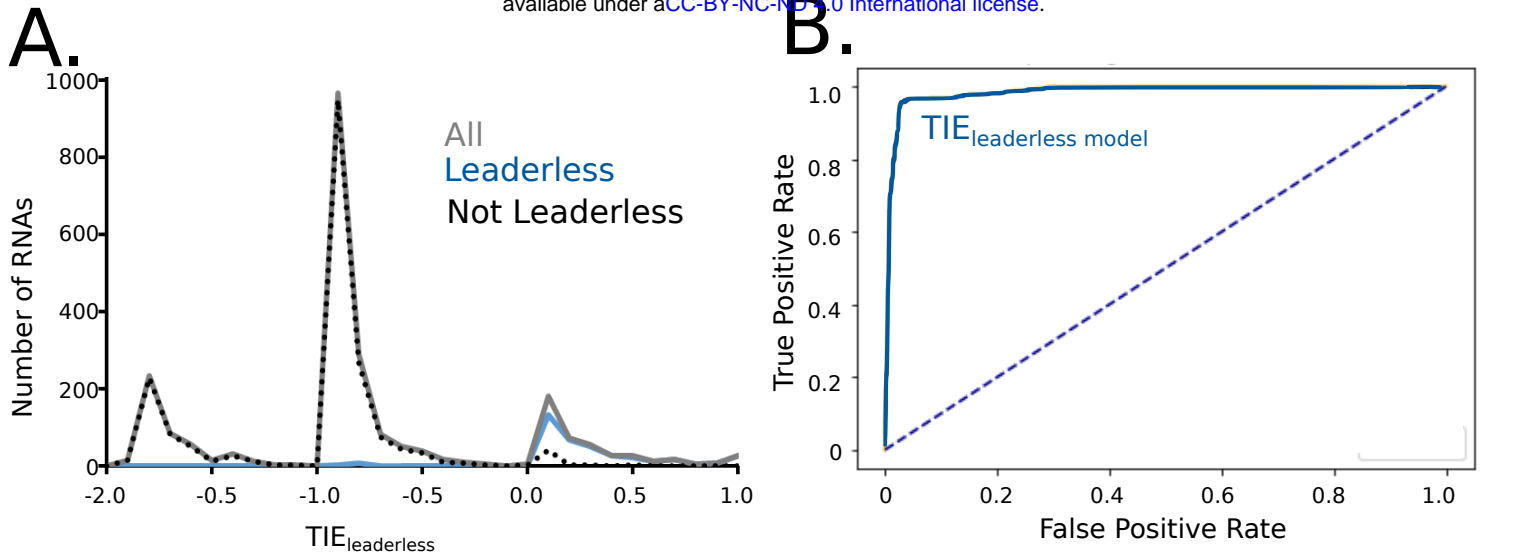 available under aCC-BY-NC-ND 4.0 International license.
A.
1000
800
600
400
200
0
Number of RNAs
All
Leaderless
Not Leaderless
-2.0 -0.5 -1.0 -0.5 0.0 0.5 1.0
TIEleaderless
B.
1.0
0.8
0.6
0.4
0.2
0
True Positive Rate
TIEleaderless model
0 0.2 0.4 0.6 0.8 1.0
False Positive Rate